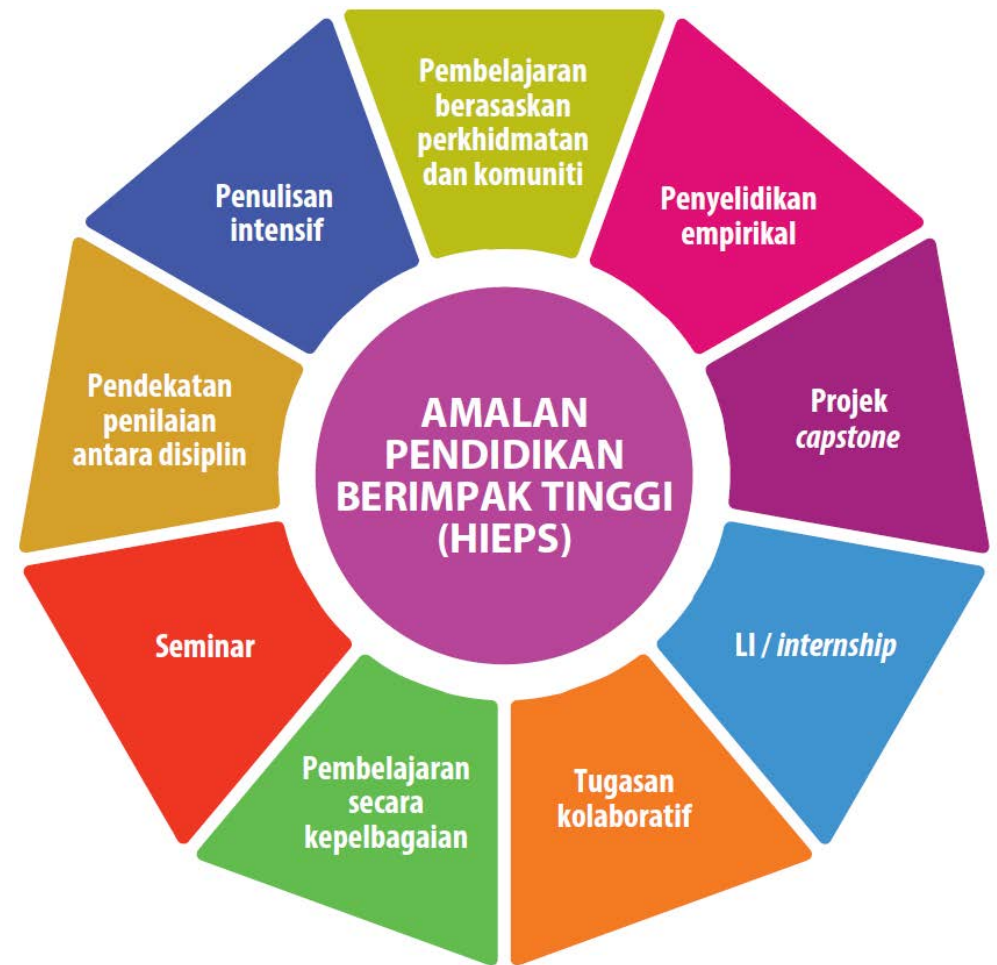 Pembelajaran
berasaskan
perkhidmatan
dan komuniti
Penyelidikan
empirikal
Projek
capstone
LI / internship
Tugasan
kolaboratif
Pembelajaran
secara
kepelbagaian
Seminar
Pendekatan
penilaian
antara disiplin
Penulisan
intensif
AMALAN
PENDIDIKAN
BERIMPAK TINGGI
(HIEPS)